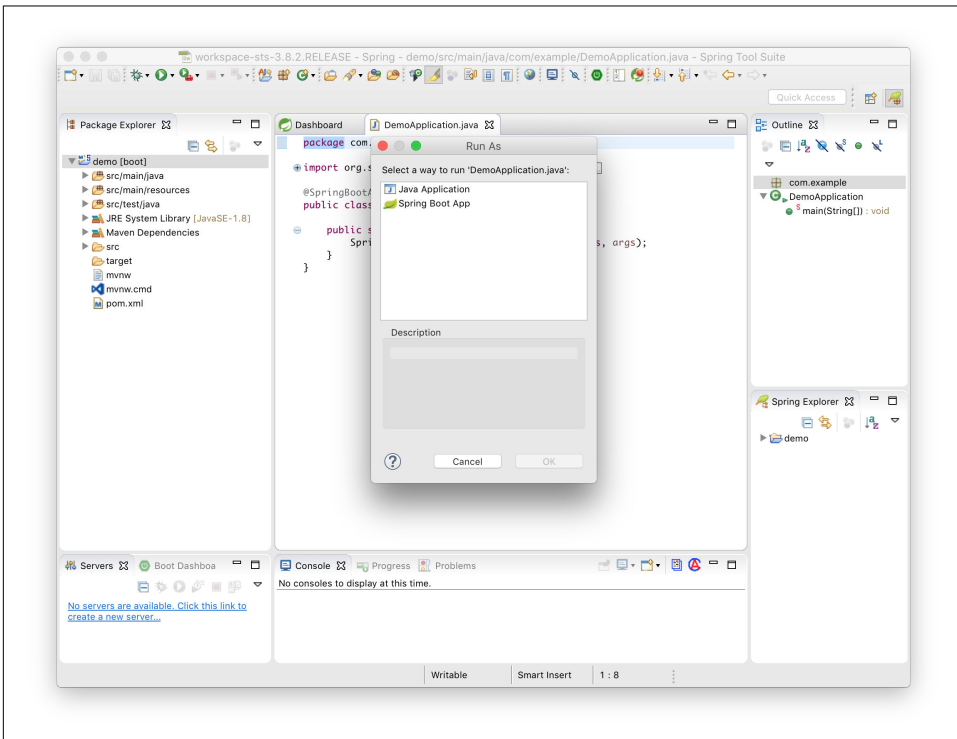 workspace-sts-3.8.2.RELEASE - Spring - demo/src/main/java/com/example/DemoApplication.java - Spring Tool Suite
Quick Access
Package Explorer
demo [boot]
src/main/java
src/main/resources
src/test/java
JRE System Library [JavaSE-1.8]
Maven Dependencies
src
target
mvnw
mvnw.cmd
pom.xml
Dashboard
DemoApplication.java
package com.
import org.s
@SpringBootA
public class
public s
Spri
s, args);
}
}
Run As
Select a way to run 'DemoApplication.java':
Java Application
Spring Boot App
Description
?
Cancel
OK
Outline
com.example
DemoApplication
main(String[]) : void
Spring Explorer
demo
Servers
Boot Dashboa
No servers are available. Click this link to
create a new server...
Console
Progress
Problems
No consoles to display at this time.
Writable
Smart Insert
1 : 8